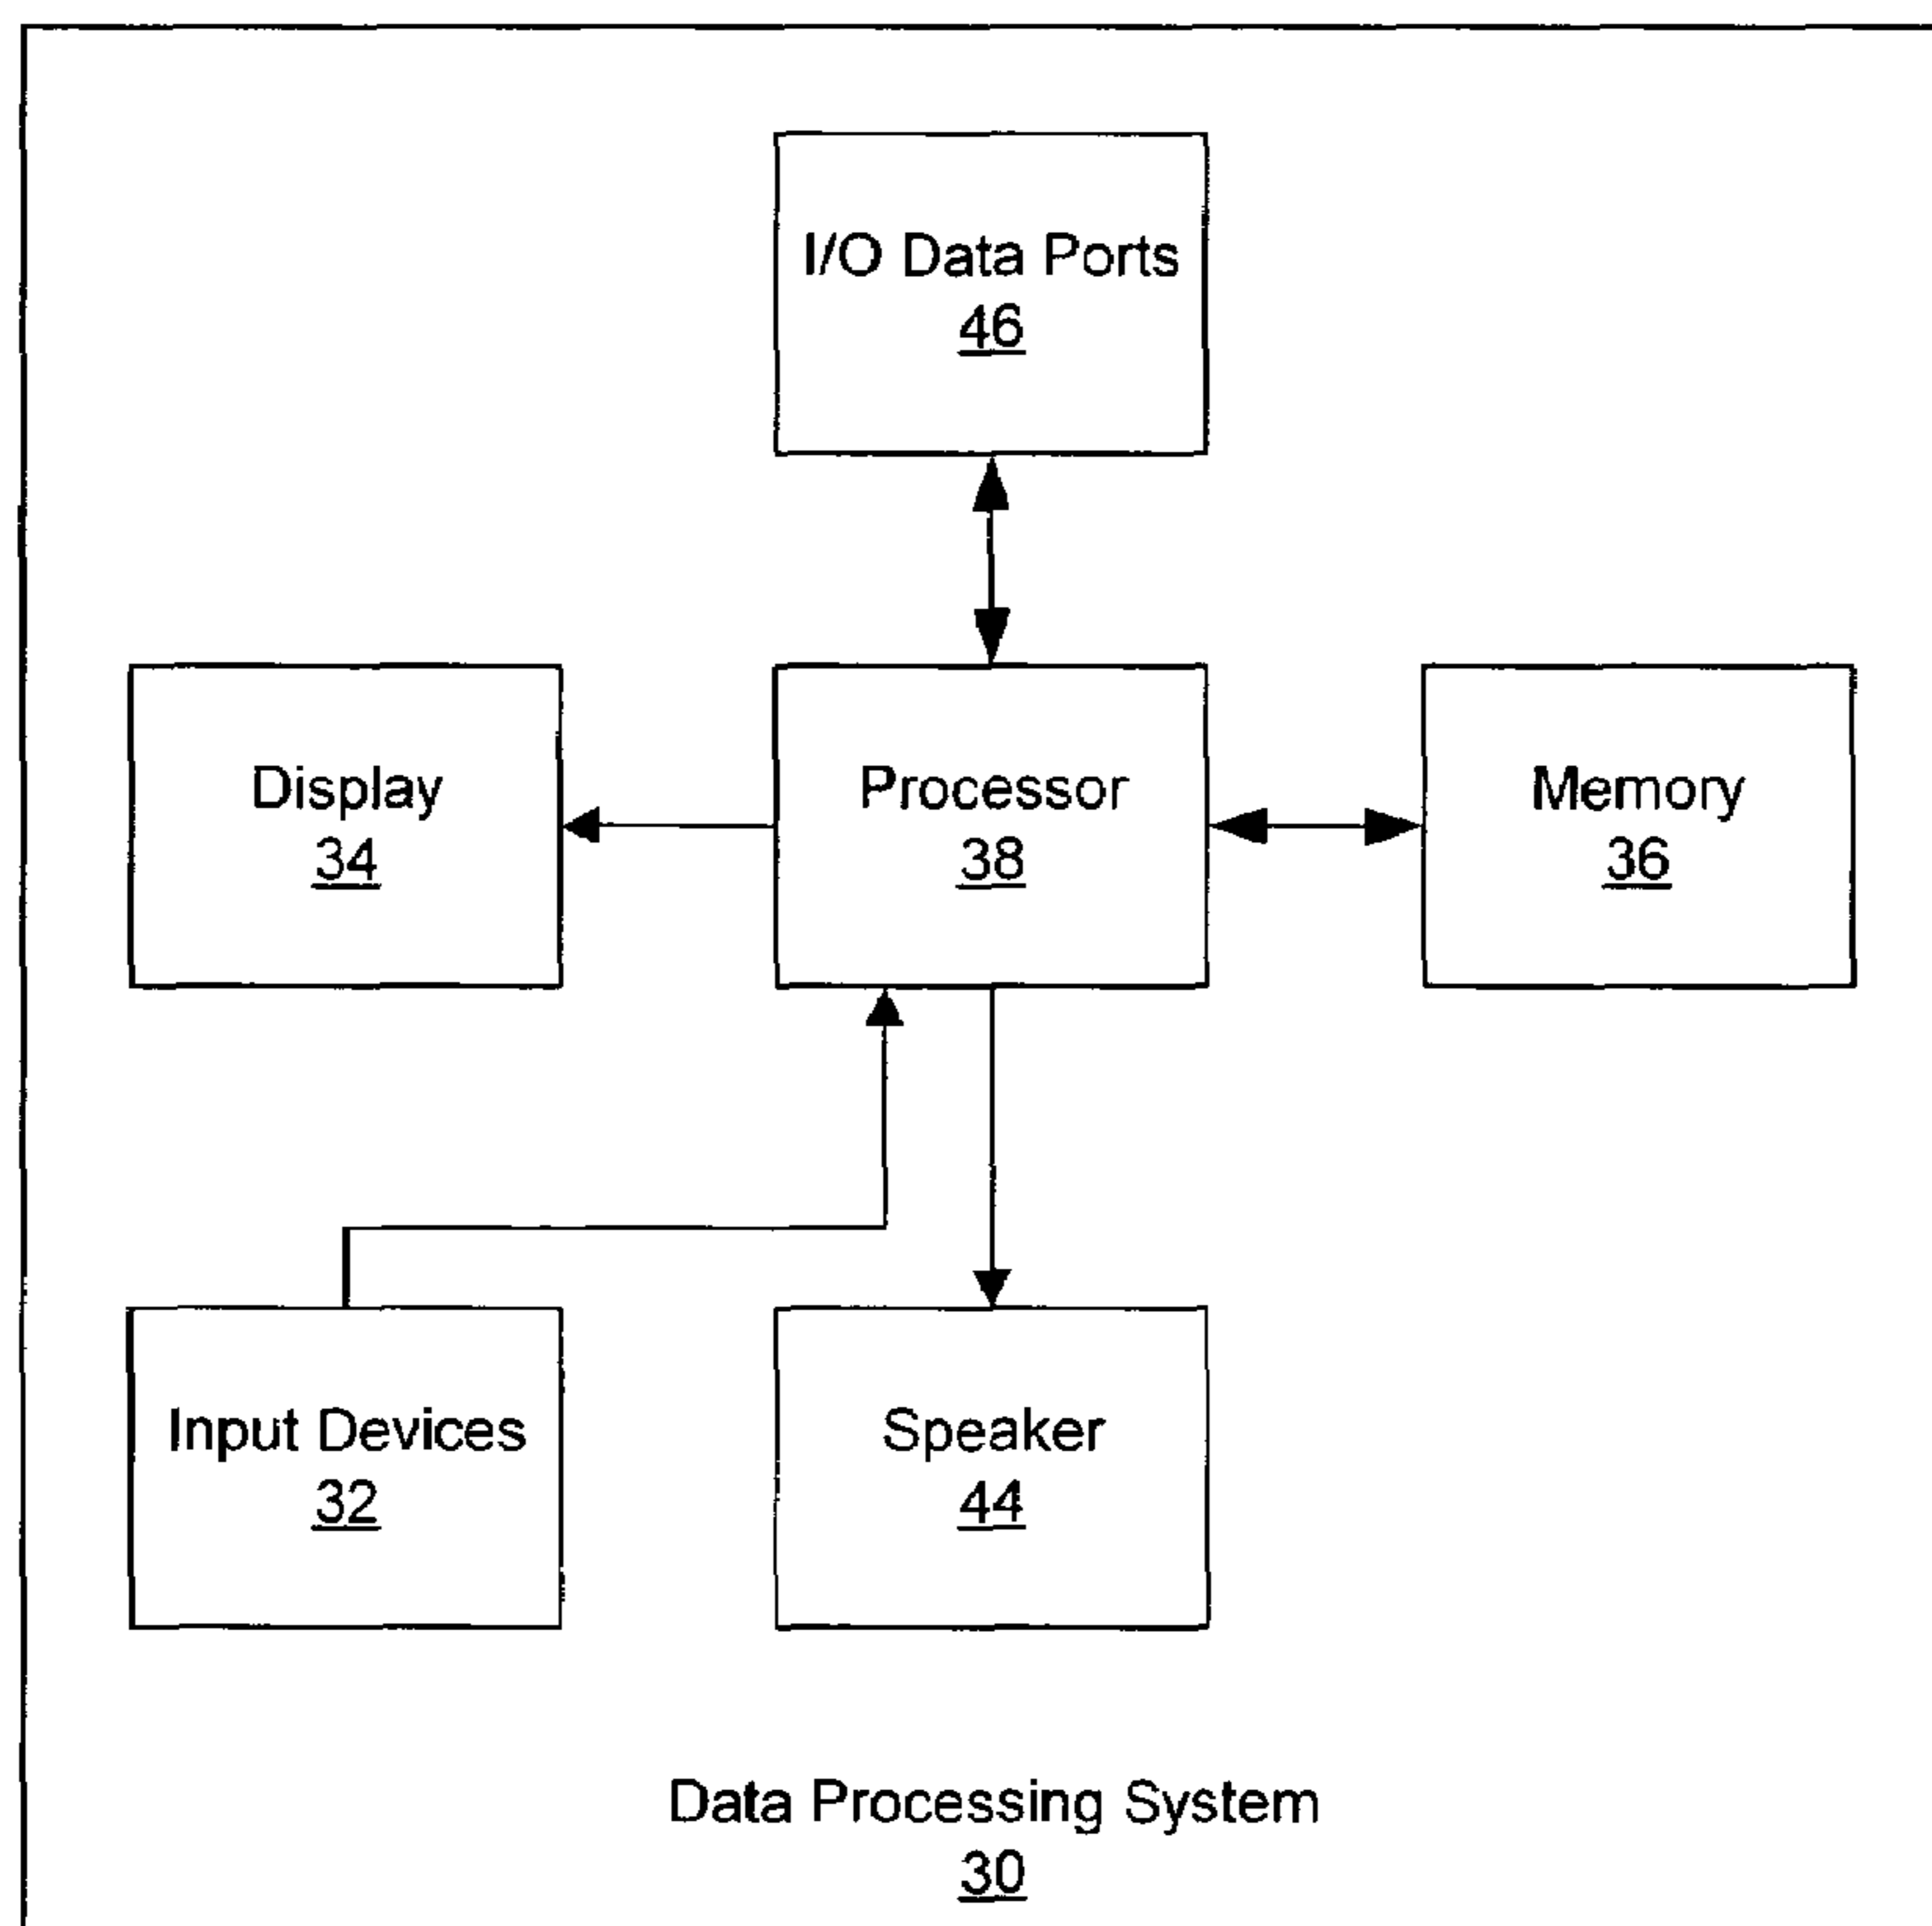 I/O Data Ports
46
Display
34
Processor
38
Memory
36
Input Devices
32
Speaker
44
Data Processing System
30